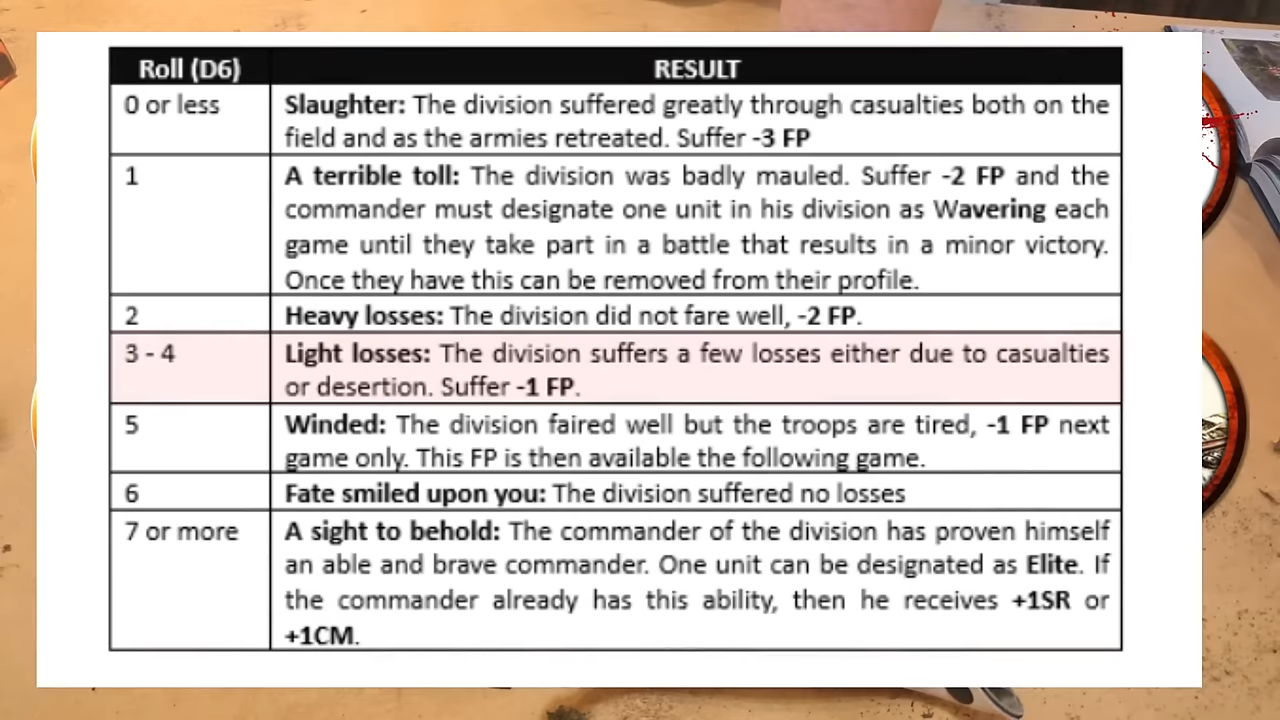 Roll (D6) RESULT
0 or less Slaughter: The division suffered greatly through casualties both on the
field and as the armies retreated. Suffer -3 FP
1 A terrible toll: The division was badly mauled. Suffer -2 FP and the
commander must designate one unit in his division as Wavering each
game until they take part in a battle that results in a minor victory.
Once they have this can be removed from their profile.
2 Heavy losses: The division did not fare well, -2 FP.
3 - 4 Light losses: The division suffers a few losses either due to casualties
or desertion. Suffer -1 FP.
5 Winded: The division faired well but the troops are tired, -1 FP next
game only. This FP is then available the following game.
6 Fate smiled upon you: The division suffered no losses
7 or more A sight to behold: The commander of the division has proven himself
an able and brave commander. One unit can be designated as Elite. If
the commander already has this ability, then he receives +1SR or
+1CM.